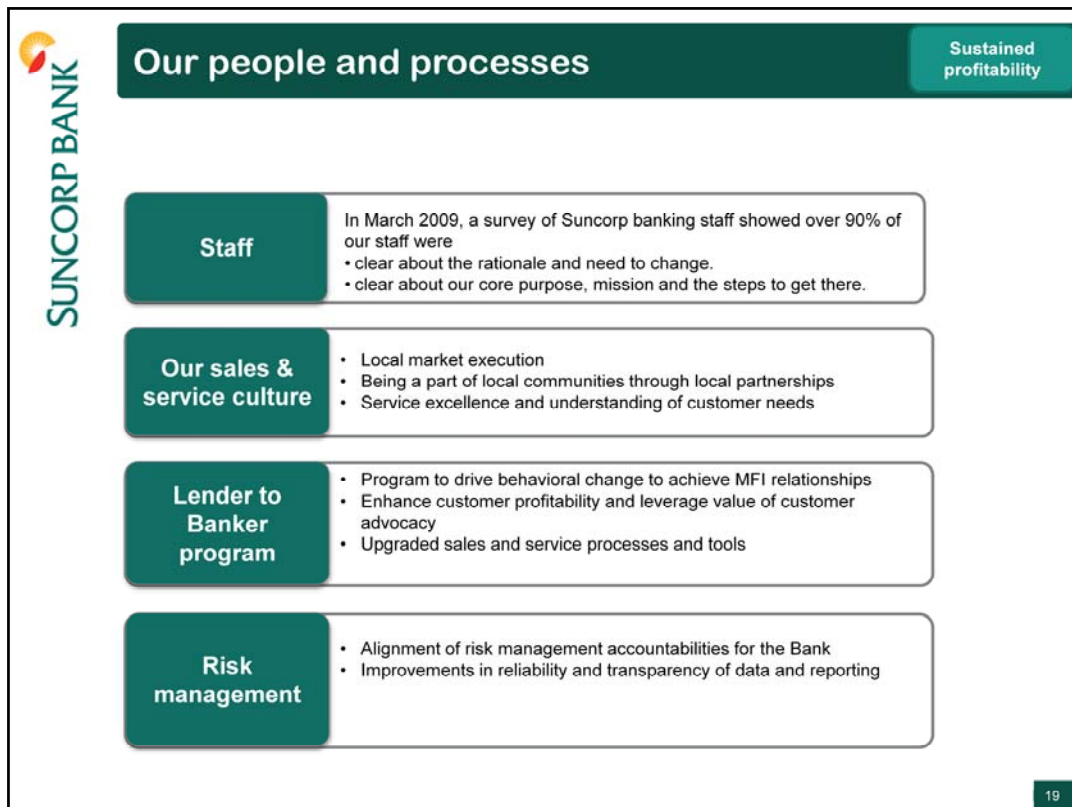 SUNCORP BANK
Our people and processes
Sustained
profitability
Staff
In March 2009, a survey of Suncorp banking staff showed over 90% of
our staff were
• clear about the rationale and need to change.
• clear about our core purpose, mission and the steps to get there.
Our sales &
service culture
• Local market execution
• Being a part of local communities through local partnerships
• Service excellence and understanding of customer needs
Lender to
Banker
program
• Program to drive behavioral change to achieve MFI relationships
• Enhance customer profitability and leverage value of customer
advocacy
• Upgraded sales and service processes and tools
Risk
management
• Alignment of risk management accountabilities for the Bank
• Improvements in reliability and transparency of data and reporting
19